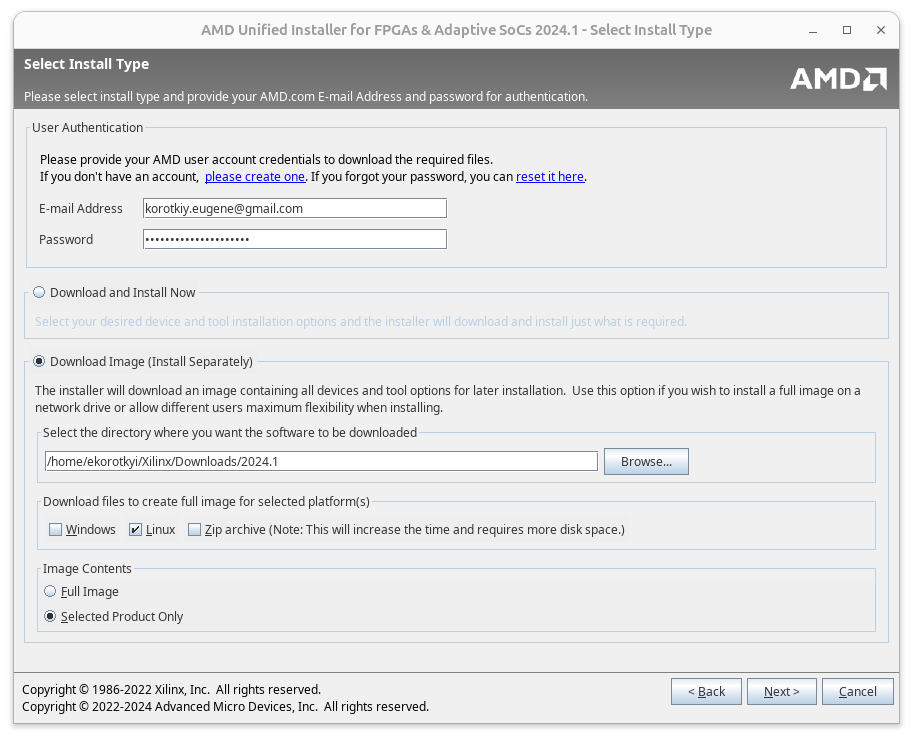 AMD Unified Installer for FPGAs & Adaptive SoCs 2024.1 - Select Install Type
Select Install Type
Please select install type and provide your AMD.com E-mail Address and password for authentication.
AMD
User Authentication
Please provide your AMD user account credentials to download the required files.
If you don't have an account,  please create one. If you forgot your password, you can reset it here.
E-mail Address korotkiy.eugene@gmail.com
Password •••••••••••••••••••••
Download and Install Now
Select your desired device and tool installation options and the installer will download and install just what is required.
Download Image (Install Separately)
The installer will download an image containing all devices and tool options for later installation.  Use this option if you wish to install a full image on a
network drive or allow different users maximum flexibility when installing.
Select the directory where you want the software to be downloaded
/home/ekorotkyi/Xilinx/Downloads/2024.1 Browse...
Download files to create full image for selected platform(s)
Windows Linux Zip archive (Note: This will increase the time and requires more disk space.)
Image Contents
Full Image
Selected Product Only
Copyright © 1986-2022 Xilinx, Inc.  All rights reserved.
Copyright © 2022-2024 Advanced Micro Devices, Inc.  All rights reserved.
< Back Next > Cancel